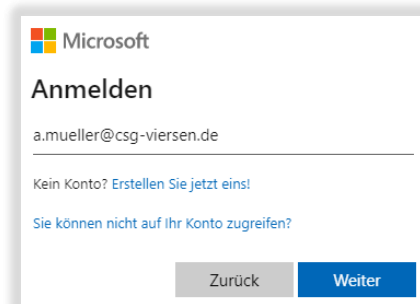 Microsoft
Anmelden
a.mueller@csg-viersen.de
Kein Konto? Erstellen Sie jetzt eins!
Sie können nicht auf Ihr Konto zugreifen?
Zurück Weiter